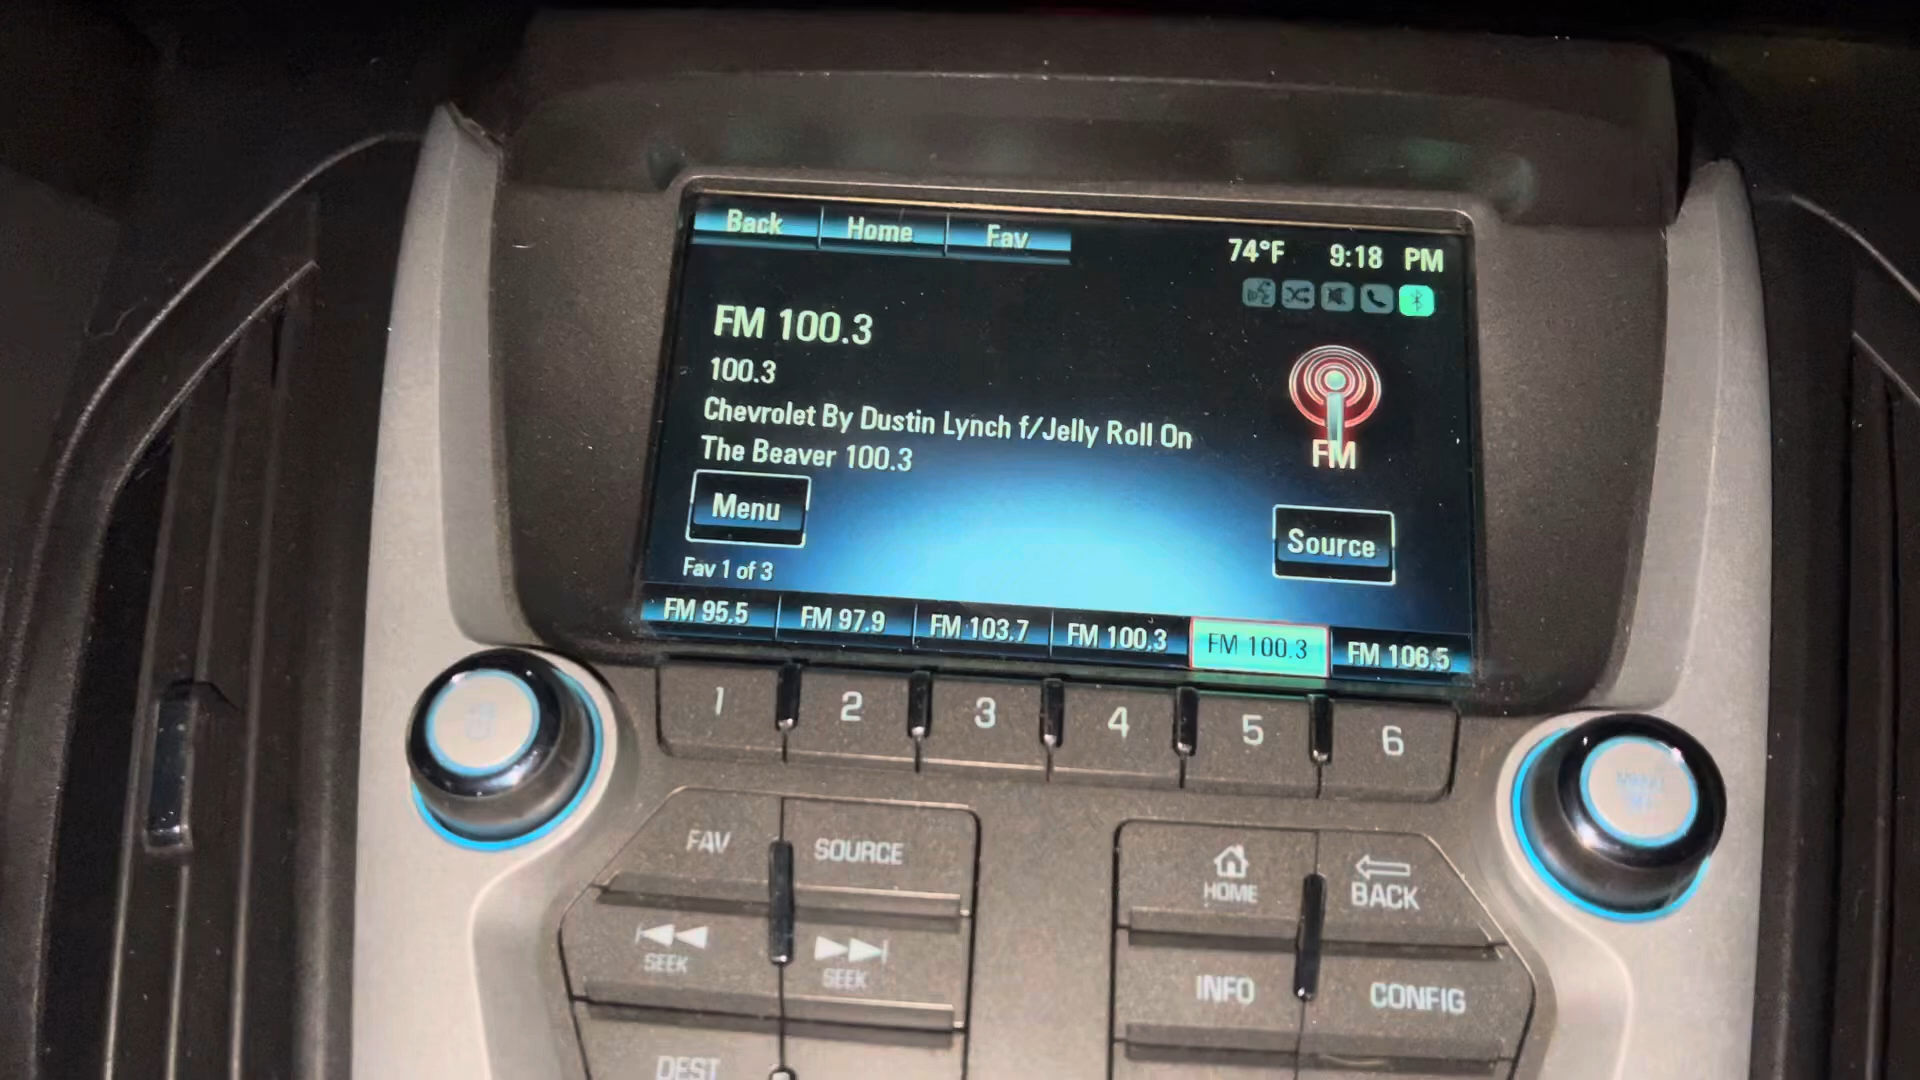 Back Home Fav
74°F 9:18 PM
FM 100.3
100.3
Chevrolet By Dustin Lynch f/Jelly Roll On
The Beaver 100.3
FM
Menu
Source
Fav 1 of 3
FM 95.5 FM 97.9 FM 103.7 FM 100.3 FM 100.3 FM 106.5
1 2 3 4 5 6
FAV SOURCE
HOME BACK
SEEK SEEK
INFO CONFIG
DEST